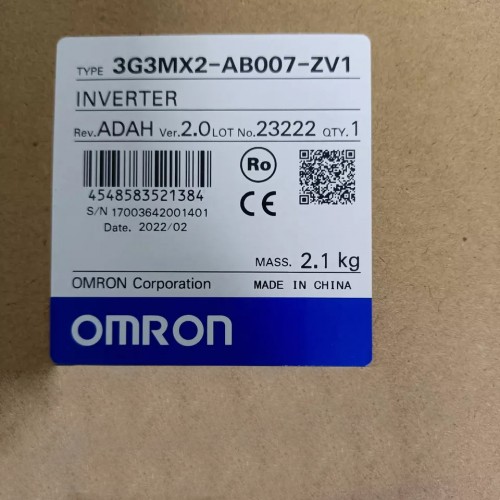 TYPE 3G3MX2-AB007-ZV1
INVERTER
Rev.ADAH Ver.2.0 LOT No.23222 QTY.1
Ro
4548583521384
S/N 17003642001401
CE
Date. 2022/02
MASS. 2.1 kg
OMRON Corporation MADE IN CHINA
OMRON